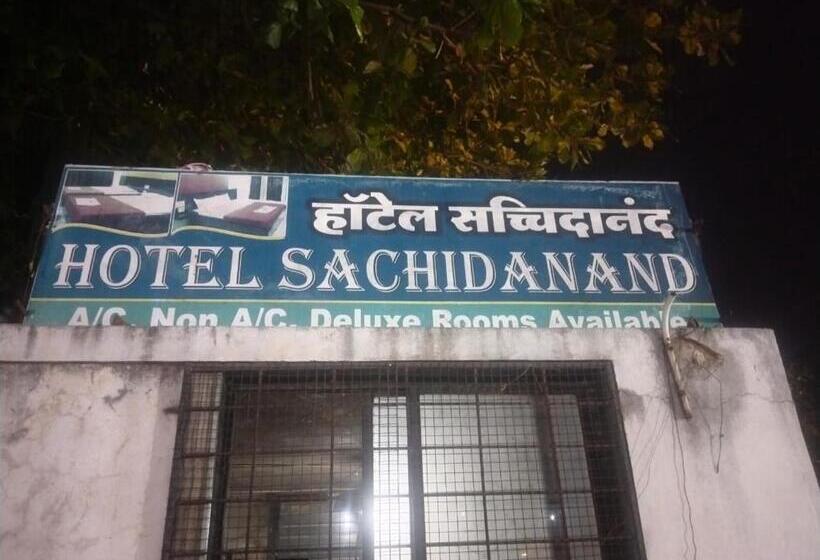 हॉटेल सच्चिदानंद
HOTEL SACHIDANAND
A/C, Non A/C, Deluxe Rooms Available